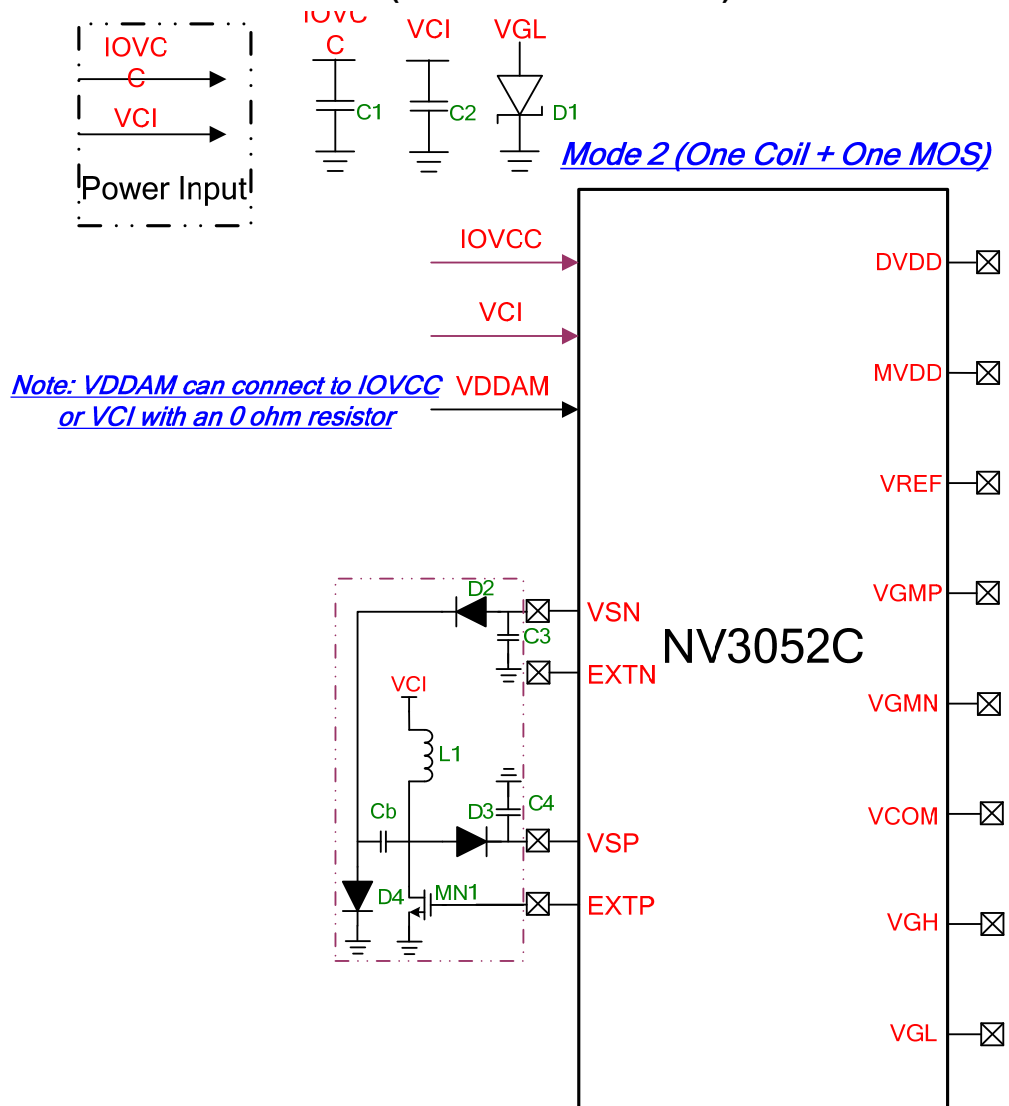 IOVC
C
VCI
Power Input
IOVC
C
C1
VCI
C2
VGL
D1
Mode 2 (One Coil + One MOS)
IOVCC
VCI
Note: VDDAM can connect to IOVCC
or VCI with an 0 ohm resistor
VDDAM
NV3052C
D2
C3
VSN
EXTN
VCI
L1
Cb
D3
C4
VSP
D4
MN1
EXTP
DVDD
MVDD
VREF
VGMP
VGMN
VCOM
VGH
VGL